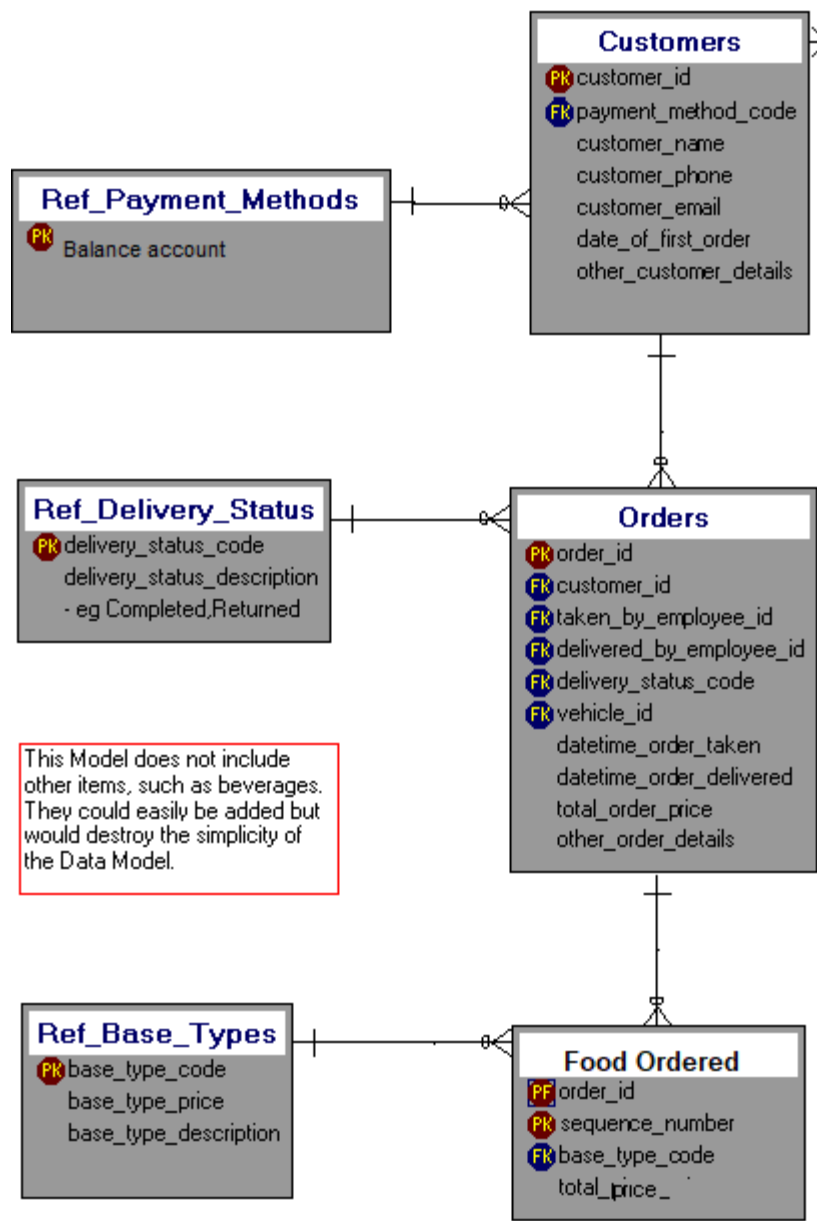 Customers
PK customer_id
FK payment_method_code
customer_name
customer_phone
customer_email
date_of_first_order
other_customer_details
Ref_Payment_Methods
PK Balance account
Ref_Delivery_Status
PK delivery_status_code
delivery_status_description
- eg Completed,Returned
Orders
PK order_id
FK customer_id
FK taken_by_employee_id
FK delivered_by_employee_id
FK delivery_status_code
FK vehicle_id
datetime_order_taken
datetime_order_delivered
total_order_price
other_order_details
This Model does not include
other items, such as beverages.
They could easily be added but
would destroy the simplicity of
the Data Model.
Ref_Base_Types
PK base_type_code
base_type_price
base_type_description
Food Ordered
PF order_id
PK sequence_number
FK base_type_code
total_price_